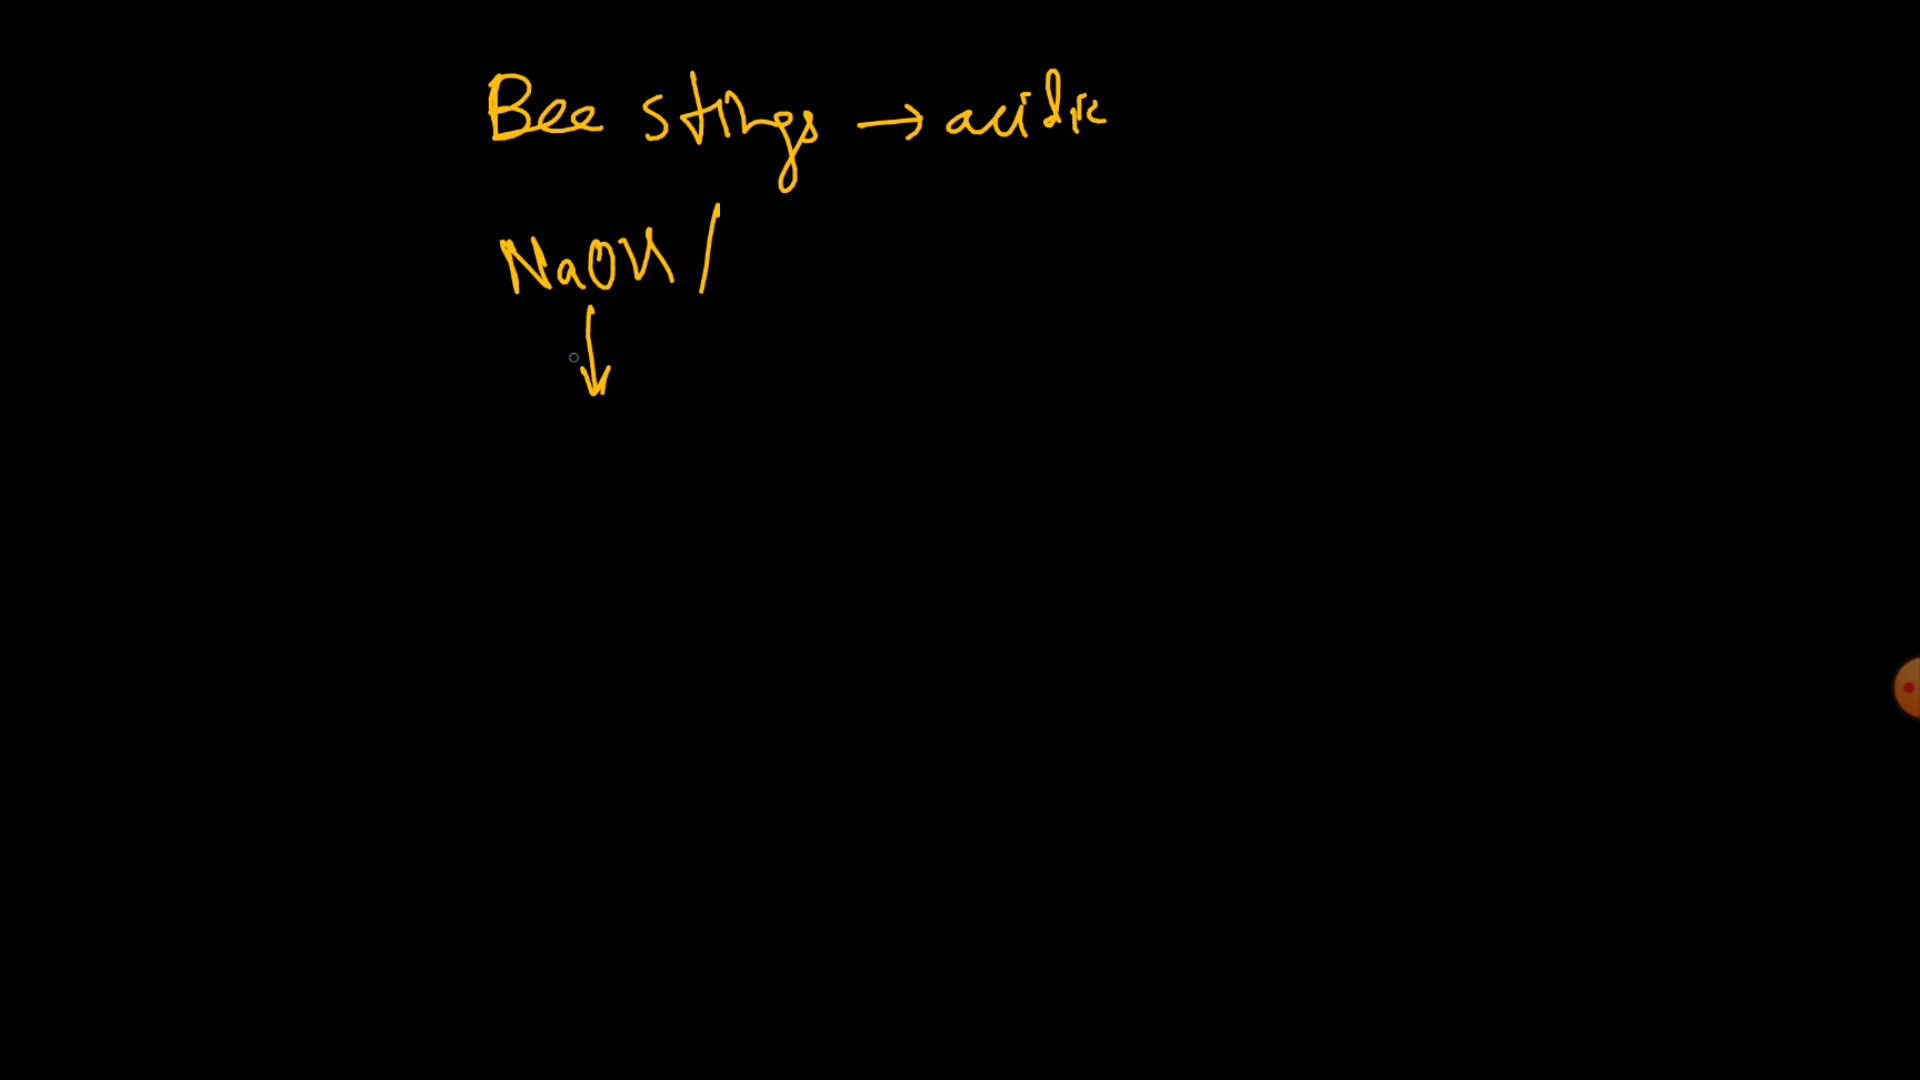 Bee stings → acidic
NaOH /
↓